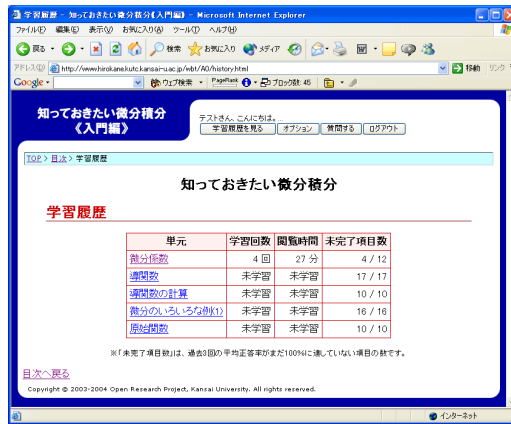 学習履歴 - 知っておきたい微分積分《入門編》 - Microsoft Internet Explorer
ファイル(F) 編集(E) 表示(V) お気に入り(A) ツール(T) ヘルプ(H)
戻る 検索 お気に入り メディア
アドレス(D) http://www.hirokane.kutc.kansai-u.ac.jp/wbt/A0/history.html 移動 リンク
Google ウェブ検索 PageRank ブロック数: 45
知っておきたい微分積分
《入門編》
テストさん、こんにちは。...
学習履歴を見る オプション 質問する ログアウト
TOP > 目次 > 学習履歴
知っておきたい微分積分
学習履歴
単元 学習回数 閲覧時間 未完了項目数
微分係数 4 回 27 分 4 / 12
導関数 未学習 未学習 17 / 17
導関数の計算 未学習 未学習 10 / 10
微分のいろいろな例(1) 未学習 未学習 16 / 16
原始関数 未学習 未学習 10 / 10
※「未完了項目数」は、過去3回の平均正答率がまだ100%に達していない項目の数です。
目次へ戻る
Copyright © 2003-2004 Open Research Project, Kansai University. All rights reserved.
インターネット